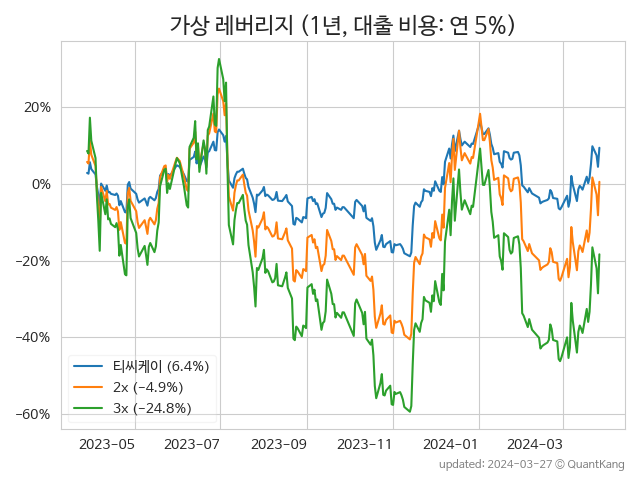 가상 레버리지 (1년, 대출 비용: 연 5%)
20%
0%
−20%
−40%
−60%
티씨케이 (6.4%)
2x (−4.9%)
3x (−24.8%)
2023-05 2023-07 2023-09 2023-11 2024-01 2024-03
updated: 2024-03-27 © QuantKang